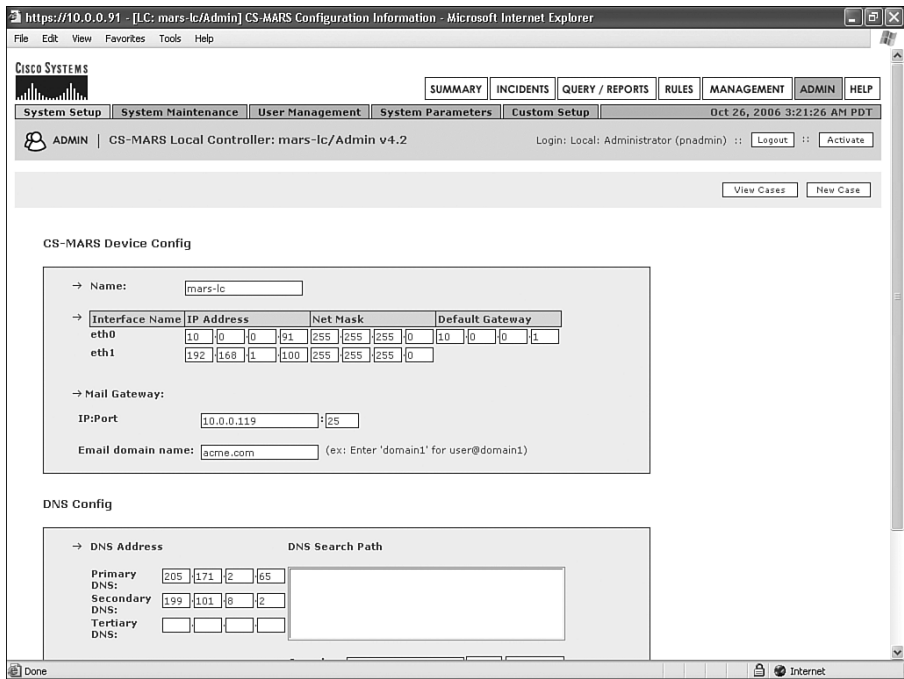 https://10.0.0.91 - [LC: mars-lc/Admin] CS-MARS Configuration Information - Microsoft Internet Explorer
File Edit View Favorites Tools Help
CISCO SYSTEMS
SUMMARY INCIDENTS QUERY / REPORTS RULES MANAGEMENT ADMIN HELP
System Setup System Maintenance User Management System Parameters Custom Setup Oct 26, 2006 3:21:26 AM PDT
ADMIN | CS-MARS Local Controller: mars-lc/Admin v4.2 Login: Local: Administrator (pnadmin) :: Logout :: Activate
View Cases New Case
CS-MARS Device Config
→ Name: mars-lc
→ Interface Name IP Address Net Mask Default Gateway
eth0 10 .0 .0 .91 255 .255 .255 .0 10 .0 .0 .1
eth1 192 .168 .1 .100 255 .255 .255 .0
→ Mail Gateway:
IP:Port 10.0.0.119 : 25
Email domain name: acme.com (ex: Enter 'domain1' for user@domain1)
DNS Config
→ DNS Address DNS Search Path
Primary DNS: 205 .171 .2 .65
Secondary DNS: 199 .101 .8 .2
Tertiary DNS: . . .
Done Internet